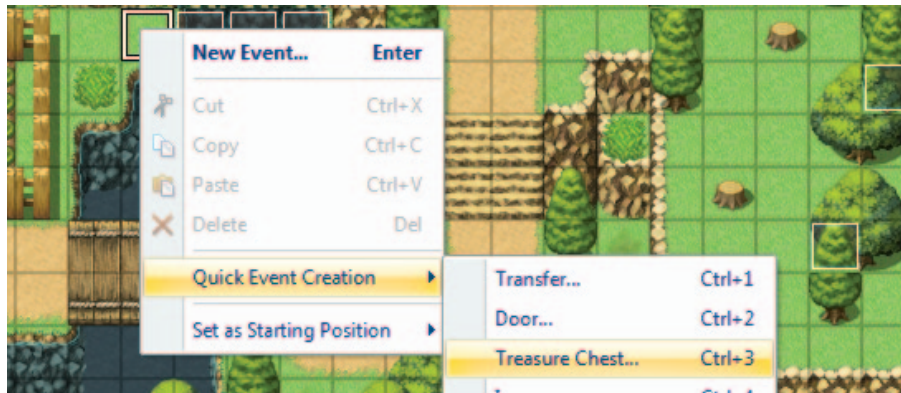 New Event... Enter
Cut Ctrl+X
Copy Ctrl+C
Paste Ctrl+V
Delete Del
Quick Event Creation
Transfer... Ctrl+1
Door... Ctrl+2
Set as Starting Position
Treasure Chest... Ctrl+3